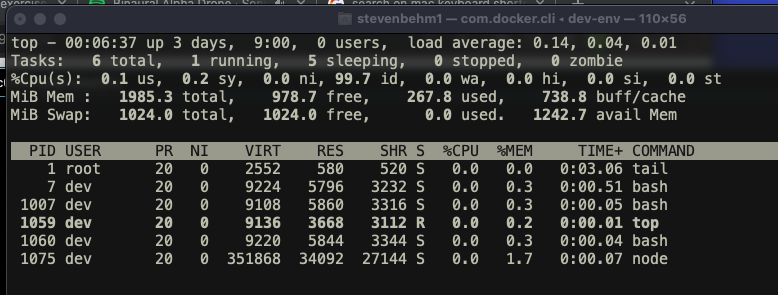 Binaural Alpha Drone
search on mac keyboard short
stevenbehm1 — com.docker.cli • dev-env — 110×56
top - 00:06:37 up 3 days,  9:00,  0 users,  load average: 0.14, 0.04, 0.01
Tasks:   6 total,   1 running,   5 sleeping,   0 stopped,   0 zombie
%Cpu(s):  0.1 us,  0.2 sy,  0.0 ni, 99.7 id,  0.0 wa,  0.0 hi,  0.0 si,  0.0 st
MiB Mem :   1985.3 total,    978.7 free,    267.8 used,    738.8 buff/cache
MiB Swap:   1024.0 total,   1024.0 free,      0.0 used.   1242.7 avail Mem
PID USER      PR  NI    VIRT    RES    SHR S  %CPU  %MEM     TIME+ COMMAND
1 root      20   0    2552    580    520 S   0.0   0.0   0:03.06 tail
7 dev       20   0    9224   5796   3232 S   0.0   0.3   0:00.51 bash
1007 dev       20   0    9108   5860   3316 S   0.0   0.3   0:00.05 bash
1059 dev       20   0    9136   3668   3112 R   0.0   0.2   0:00.01 top
1060 dev       20   0    9220   5844   3344 S   0.0   0.3   0:00.04 bash
1075 dev       20   0  351868  34092  27144 S   0.0   1.7   0:00.07 node